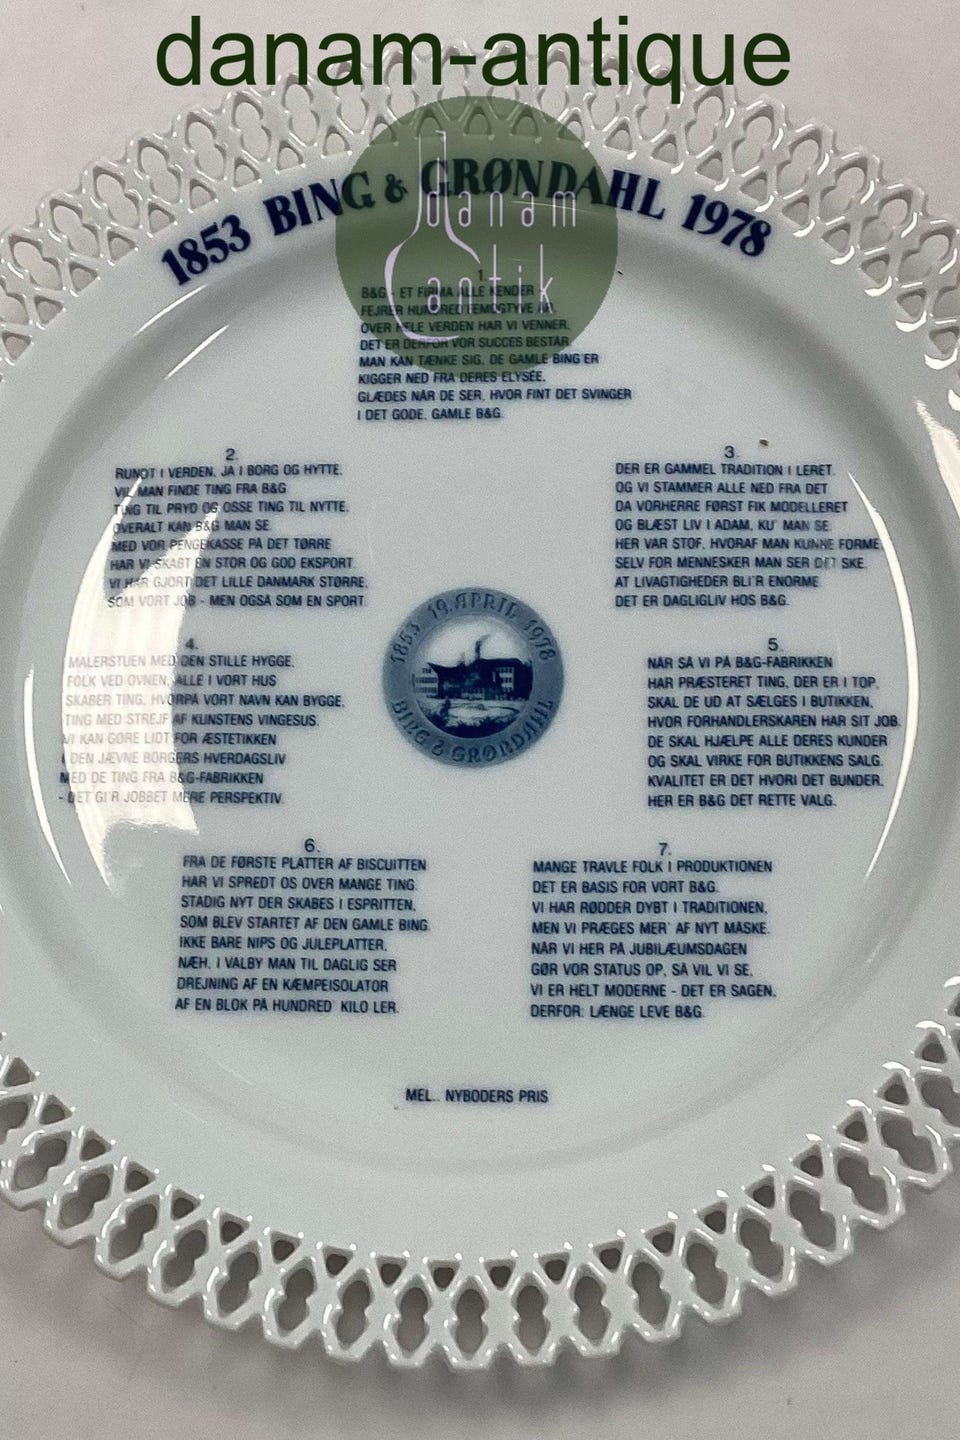 danam-antique
1853 BING & GRØNDAHL 1978
danam
antik
1.
B&G - ET FIRMA ALLE KENDER -
FEJRER HUNDRED FEMOGTYVE ÅR.
OVER HELE VERDEN HAR VI VENNER,
DET ER DERFOR VOR SUCCES BESTÅR.
MAN KAN TÆNKE SIG, DE GAMLE BING'ER
KIGGER NED FRA DERES ELYSÉE,
GLÆDES NÅR DE SER, HVOR FINT DET SVINGER
I DET GODE, GAMLE B&G.
2.
RUNDT I VERDEN, JA I BORG OG HYTTE,
VIL MAN FINDE TING FRA B&G
TING TIL PRYD OG OSSE TING TIL NYTTE,
OVERALT KAN B&G MAN SE.
MED VOR PENGEKASSE PÅ DET TØRRE
HAR VI SKABT EN STOR OG GOD EKSPORT.
VI HAR GJORT DET LILLE DANMARK STØRRE,
SOM VORT JOB - MEN OGSÅ SOM EN SPORT.
3.
DER ER GAMMEL TRADITION I LERET,
OG VI STAMMER ALLE NED FRA DET,
DA VORHERRE FØRST FIK MODELLERET
OG BLÆST LIV I ADAM, KU' MAN SE:
HER VAR STOF, HVORAF MAN KUNNE FORME,
SELV FOR MENNESKER MAN SER DET SKE.
AT LIVAGTIGHEDER BLI'R ENORME,
DET ER DAGLIGLIV HOS B&G.
4.
MALERSTUEN MED DEN STILLE HYGGE,
FOLK VED OVNEN, ALLE I VORT HUS
SKABER TING, HVORPÅ VORT NAVN KAN BYGGE,
TING MED STREJF AF KUNSTENS VINGESUS.
VI KAN GØRE LIDT FOR ÆSTETIKKEN
I DEN JÆVNE BORGERS HVERDAGSLIV
MED DE TING FRA B&G-FABRIKKEN
- DET GI'R JOBBET MERE PERSPEKTIV.
1853 19. APRIL 1978
BING & GRØNDAHL
5.
NÅR SÅ VI PÅ B&G-FABRIKKEN
HAR PRÆSTERET TING, DER ER I TOP,
SKAL DE UD AT SÆLGES I BUTIKKEN,
HVOR FORHANDLERSKAREN HAR SIT JOB.
DE SKAL HJÆLPE ALLE DERES KUNDER
OG SKAL VIRKE FOR BUTIKKENS SALG.
KVALITET ER DET HVORI DET BUNDER.
HER ER B&G DET RETTE VALG.
6.
FRA DE FØRSTE PLATTER AF BISCUITTEN
HAR VI SPREDT OS OVER MANGE TING.
STADIG NYT DER SKABES I ESPRITTEN,
SOM BLEV STARTET AF DEN GAMLE BING.
IKKE BARE NIPS OG JULEPLATTER,
NÆH, I VALBY MAN TIL DAGLIG SER
DREJNING AF EN KÆMPEISOLATOR
AF EN BLOK PÅ HUNDRED' KILO LER.
7.
MANGE TRAVLE FOLK I PRODUKTIONEN
DET ER BASIS FOR VORT B&G.
VI HAR RØDDER DYBT I TRADITIONEN,
MEN VI PRÆGES MER' AF NYT MÅSKE.
NÅR VI HER PÅ JUBILÆUMSDAGEN
GØR VOR STATUS OP, SÅ VIL VI SE,
VI ER HELT MODERNE - DET ER SAGEN,
DERFOR: LÆNGE LEVE B&G.
MEL.. NYBODERS PRIS